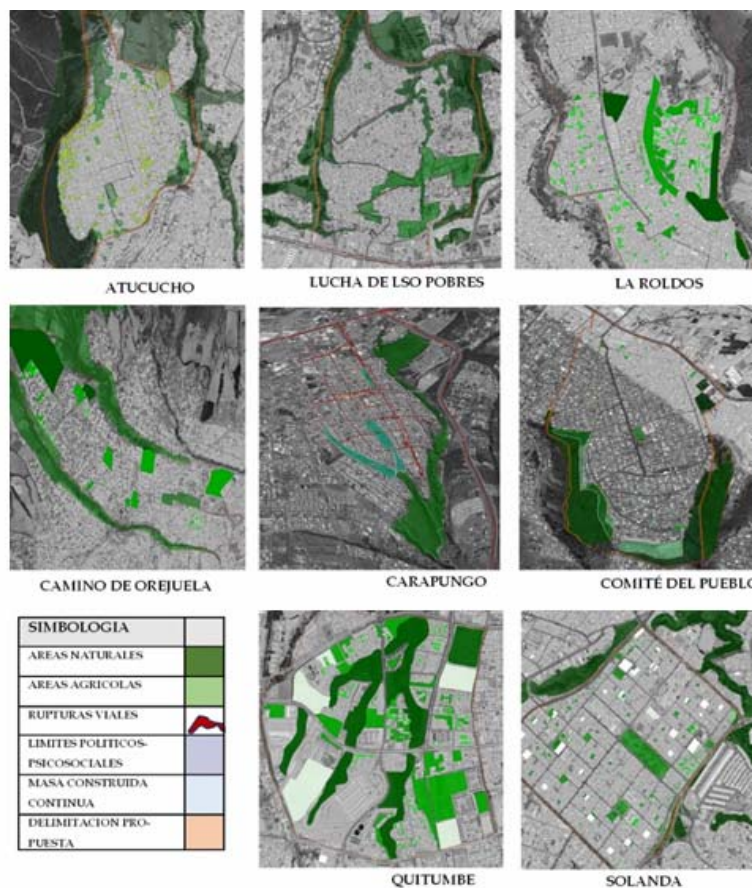 ATUCUCHO
LUCHA DE LSO POBRES
LA ROLDOS
CAMINO DE OREJUELA
CARAPUNGO
COMITÉ DEL PUEBLO
SIMBOLOGIA
AREAS NATURALES
AREAS AGRICOLAS
RUPTURAS VIALES
LIMITES POLITICOS-
PSICOSOCIALES
MASA CONSTRUIDA
CONTINUA
DELIMITACION PRO-
PUESTA
QUITUMBE
SOLANDA